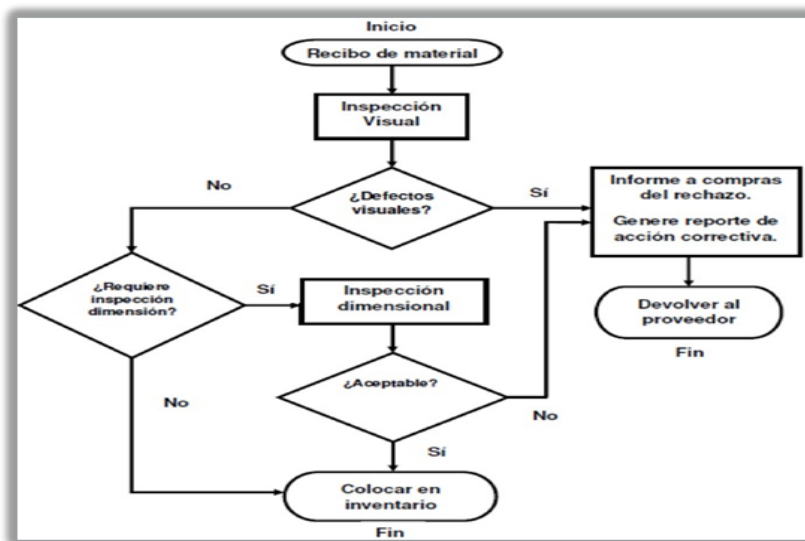 Inicio
Recibo de material
Inspección
Visual
No
¿Defectos
visuales?
Sí
Informe a compras
del rechazo.
Genere reporte de
acción correctiva.
¿Requiere
inspección
dimensión?
Sí
Inspección
dimensional
Devolver al
proveedor
Fin
¿Aceptable?
No
No
Sí
Colocar en
inventario
Fin